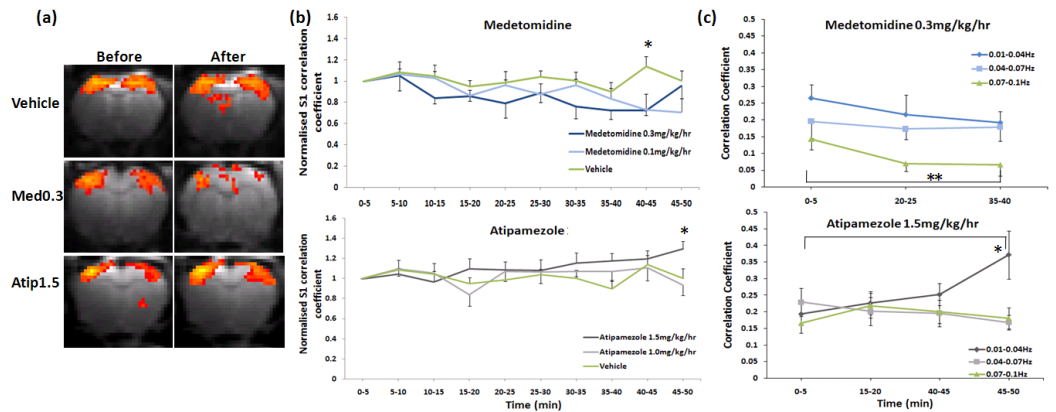 (a)
Before After
Vehicle
Med0.3
Atip1.5
(b)
Medetomidine
Normalised S1 correlation
coefficient
1.6
1.4
1.2
1
0.8
0.6
0.4
0.2
0
*
Medetomidine 0.3mg/kg/hr
Medetomidine 0.1mg/kg/hr
Vehicle
0-5 5-10 10-15 15-20 20-25 25-30 30-35 35-40 40-45 45-50
Atipamezole
Normalised S1 correlation
coefficient
1.6
1.4
1.2
1
0.8
0.6
0.4
0.2
0
*
Atipamezole 1.5mg/kg/hr
Atipamezole 1.0mg/kg/hr
Vehicle
0-5 5-10 10-15 15-20 20-25 25-30 30-35 35-40 40-45 45-50
Time (min)
(c)
Medetomidine 0.3mg/kg/hr
Correlation Coefficient
0.45
0.4
0.35
0.3
0.25
0.2
0.15
0.1
0.05
0
0.01-0.04Hz
0.04-0.07Hz
0.07-0.1Hz
**
0-5 20-25 35-40
Atipamezole 1.5mg/kg/hr
Correlation Coefficient
0.5
0.45
0.4
0.35
0.3
0.25
0.2
0.15
0.1
0.05
0
*
0.01-0.04Hz
0.04-0.07Hz
0.07-0.1Hz
0-5 15-20 40-45 45-50
Time (min)